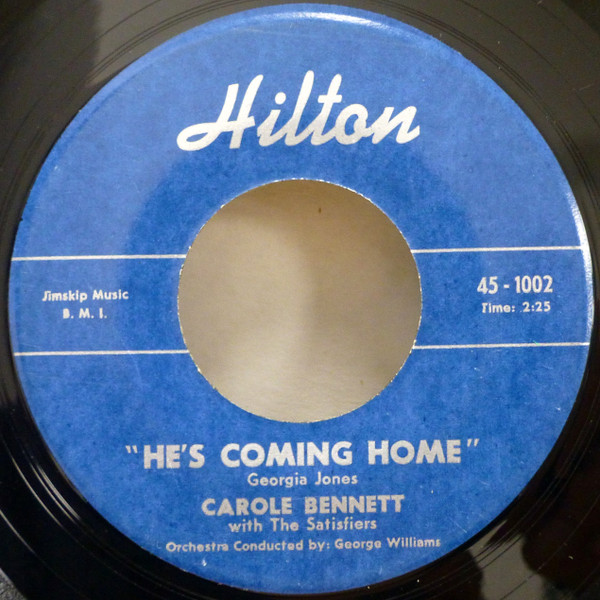 Hilton
Jimskip Music
B. M. I.
45 - 1002
Time: 2:25
"HE'S COMING HOME"
Georgia Jones
CAROLE BENNETT
with The Satisfiers
Orchestra Conducted by: George Williams